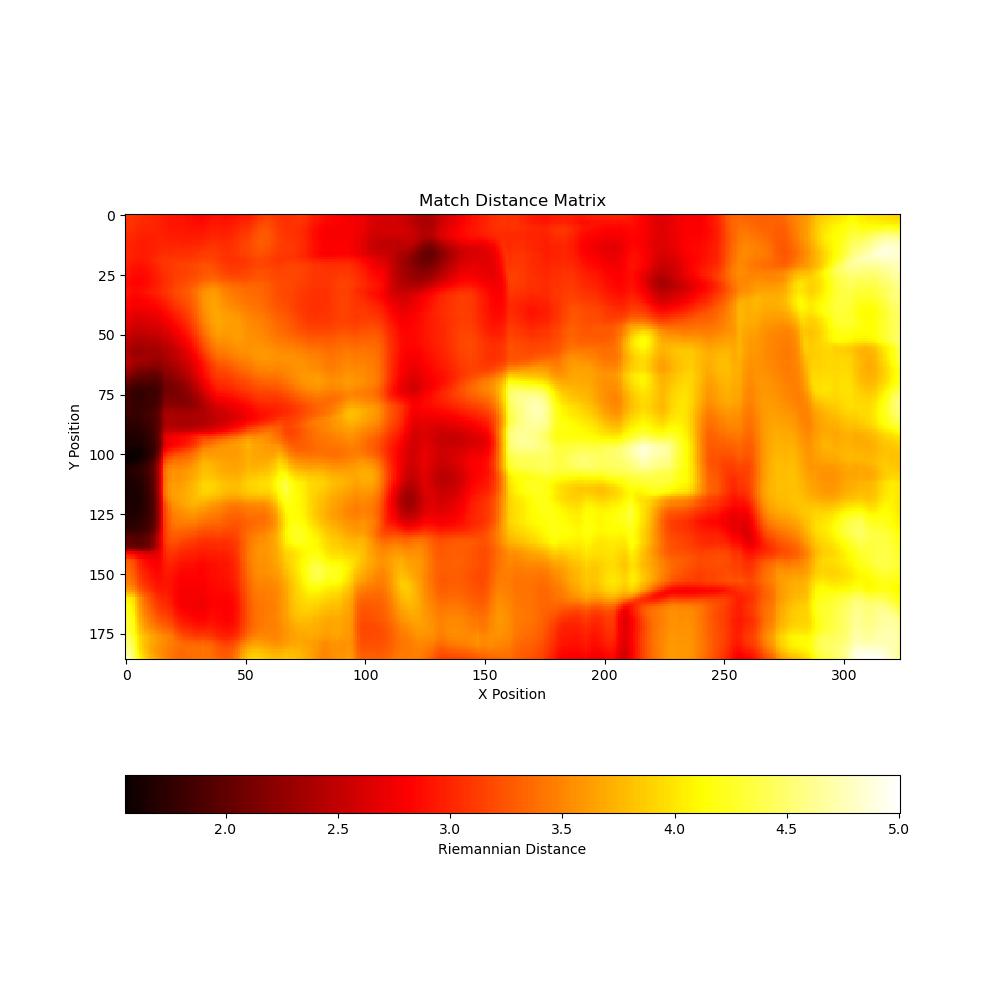 Match Distance Matrix
0
25
50
75
100
125
150
175
Y Position
0 50 100 150 200 250 300
X Position
2.0 2.5 3.0 3.5 4.0 4.5 5.0
Riemannian Distance